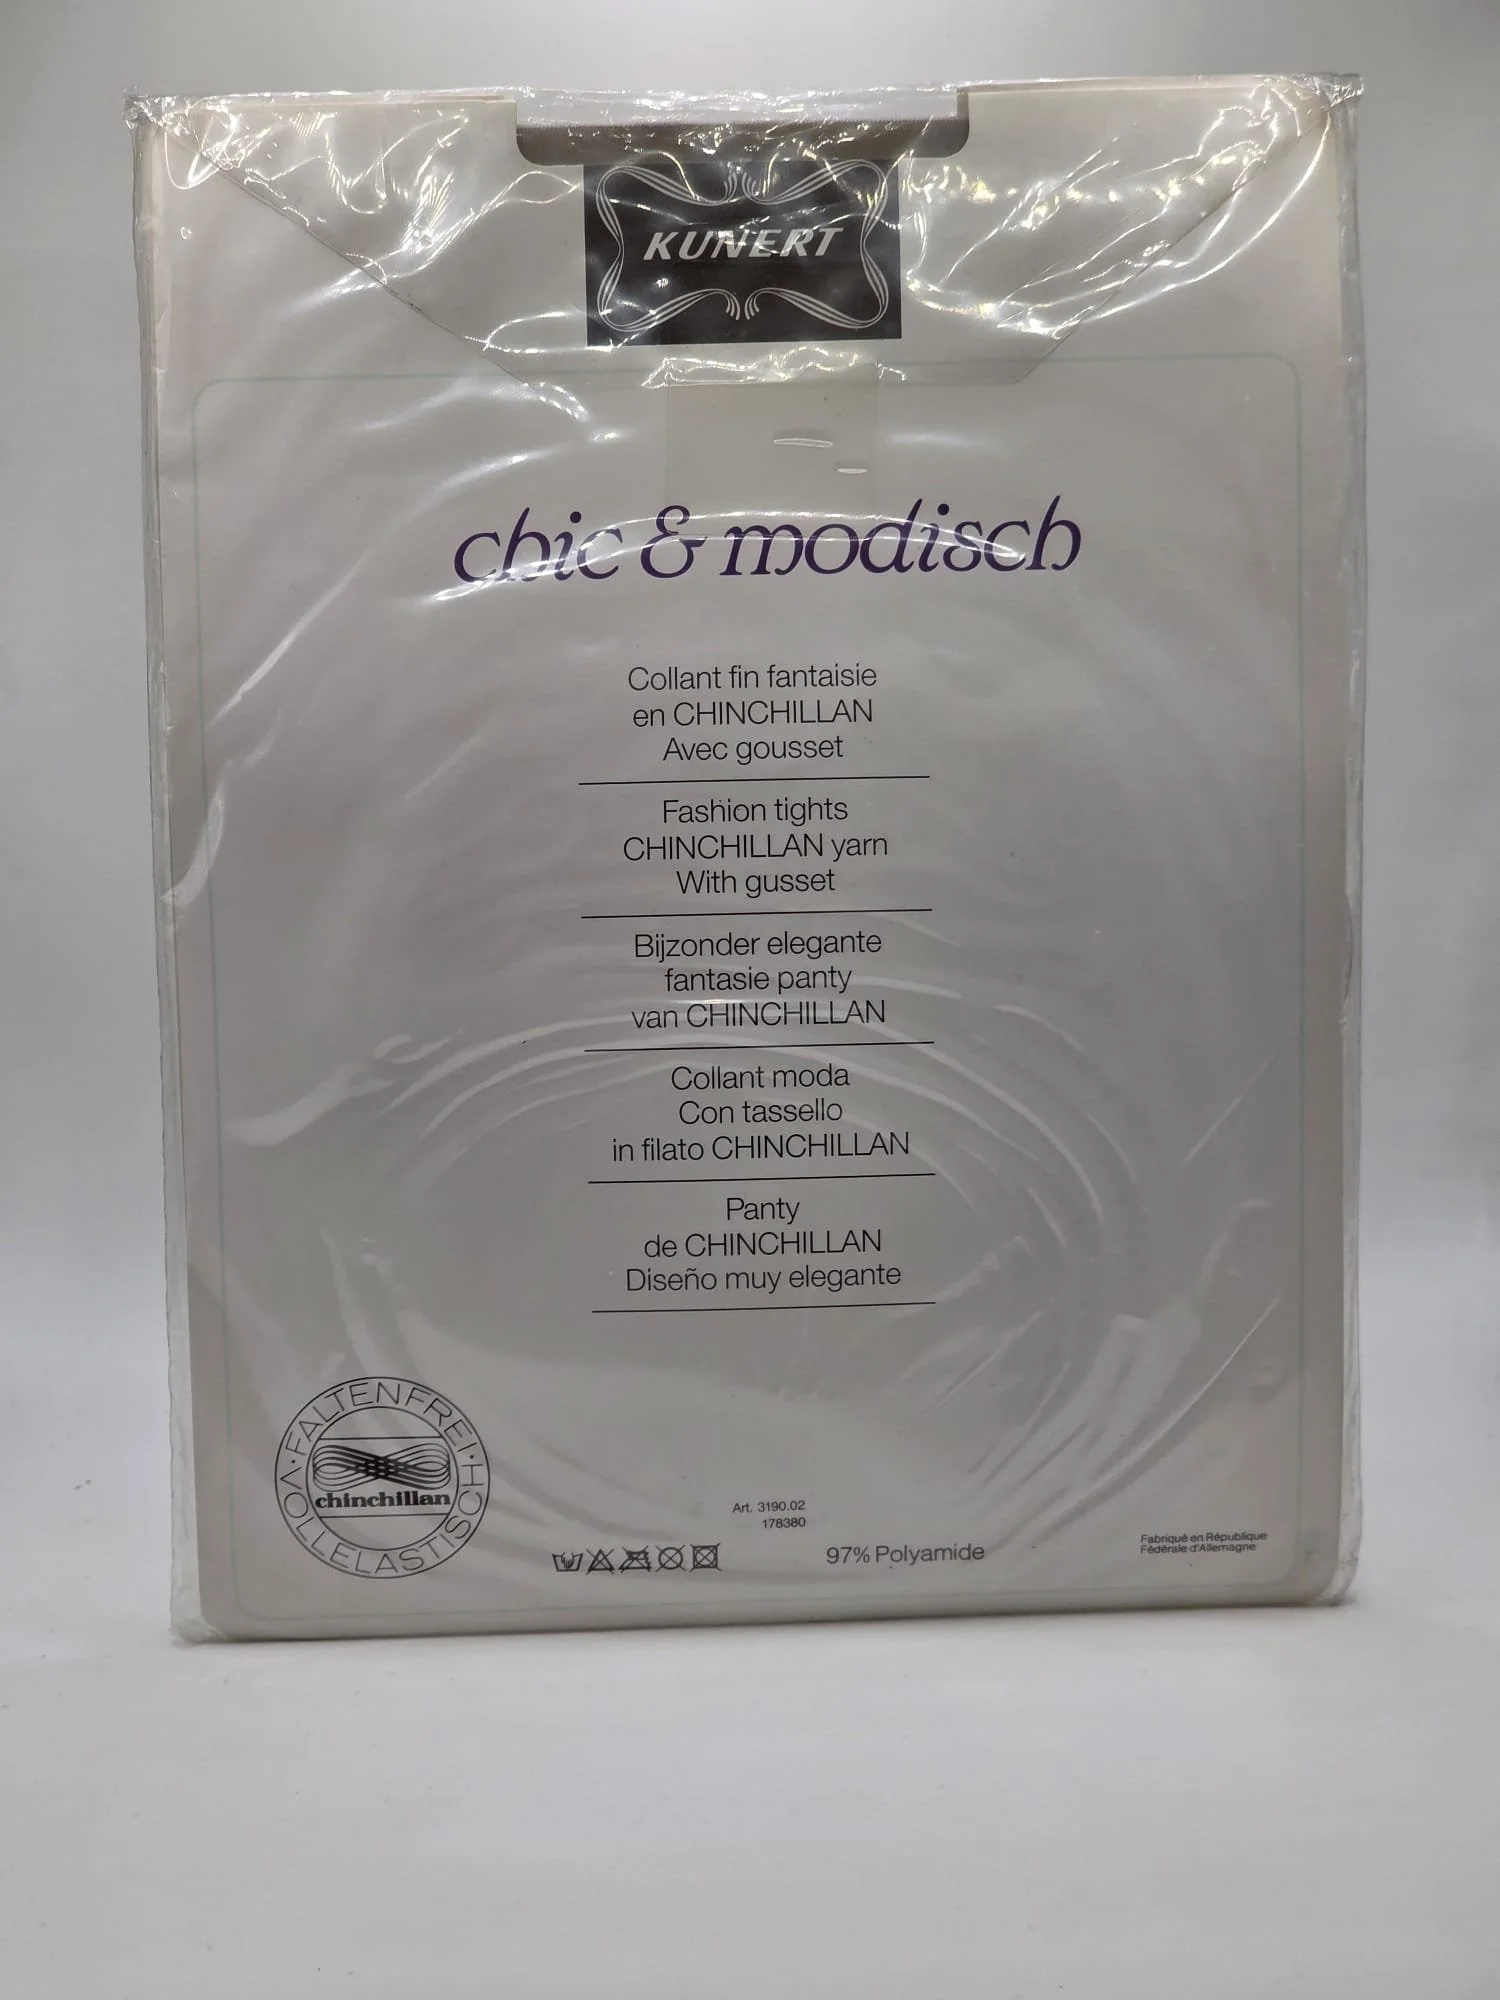 KUNERT
chic & modisch
Collant fin fantaisie
en CHINCHILLAN
Avec gousset
Fashion tights
CHINCHILLAN yarn
With gusset
Bijzonder elegante
fantasie panty
van CHINCHILLAN
Collant moda
Con tassello
in filato CHINCHILLAN
Panty
de CHINCHILLAN
Diseño muy elegante
·FALTENFREI·
chinchillan
VOLLELASTISCH
Art. 3190.02
178380
97% Polyamide
Fabriqué en République
Fédérale d'Allemagne